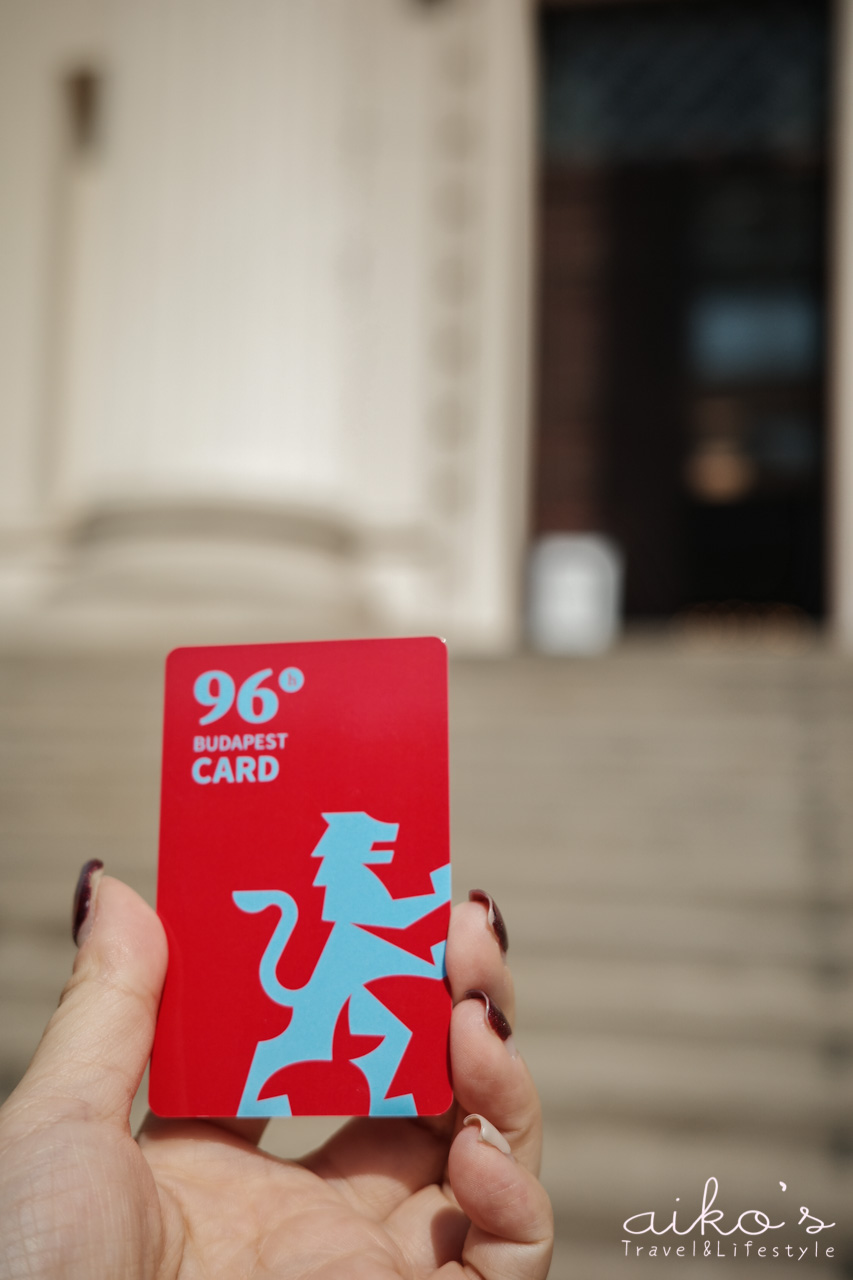 96h
BUDAPEST
CARD
aiko's
Travel&Lifestyle